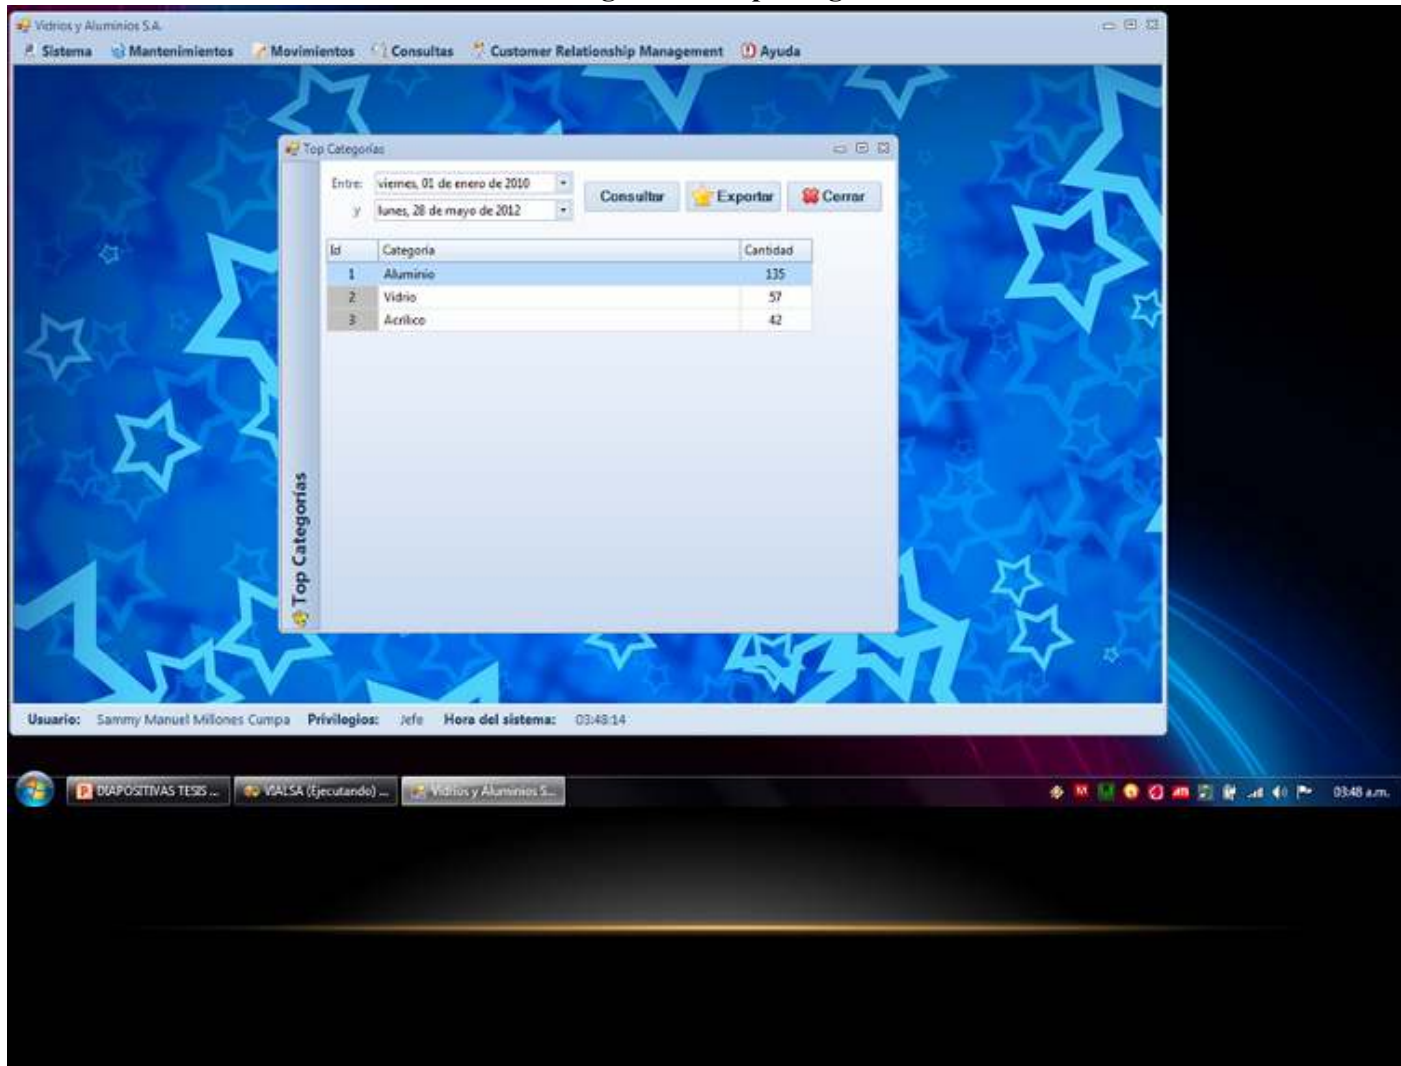 Vidrios y Aluminios S.A.
Sistema Mantenimientos Movimientos Consultas Customer Relationship Management Ayuda
Top Categorías
Entre: viernes, 01 de enero de 2010
y lunes, 28 de mayo de 2012
Consultar Exportar Cerrar
Id Categoría Cantidad
1 Aluminio 135
2 Vidrio 57
3 Acrílico 42
Top Categorías
Usuario: Sammy Manuel Millones Cumpa Privilegios: Jefe Hora del sistema: 03:48:14
DIAPOSITIVAS TESIS ... VIALSA (Ejecutando) ... Vidrios y Aluminios S... 03:48 a.m.